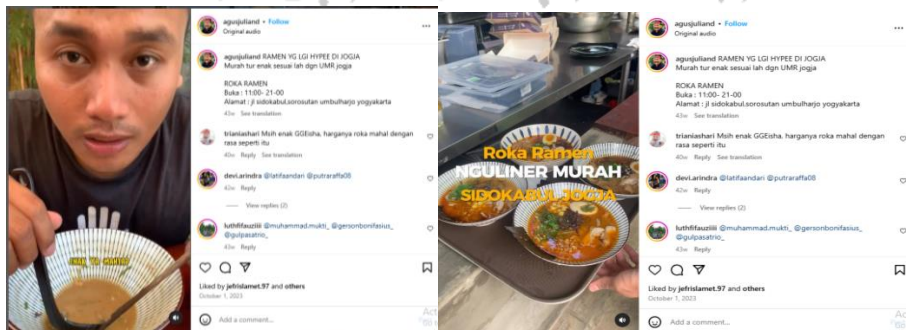 agusjuliand • Follow
Original audio
agusjuliand RAMEN YG LGI HYPEE DI JOGJA
Murah tur enak sesuai lah dgn UMR jogja
ROKA RAMEN
Buka : 11:00- 21-00
Alamat : jl sidokabul,sorosutan umbulharjo yogyakarta
43w See translation
trianiashari Msih enak GGEisha, harganya roka mahal dengan
rasa seperti itu
40w Reply See translation
devi.arindra @latifaandari @putraraffa08
42w Reply
View replies (2)
luthfifauziiii @muhammad.mukti_ @gersonbonifasius_
@gulpasatrio_
43w Reply
Liked by jefrislamet.97 and others
October 1, 2023
Add a comment...
Roka Ramen
NGULINER MURAH
SIDOKABUL JOGJA
agusjuliand • Follow
Original audio
agusjuliand RAMEN YG LGI HYPEE DI JOGJA
Murah tur enak sesuai lah dgn UMR jogja
ROKA RAMEN
Buka : 11:00- 21-00
Alamat : jl sidokabul,sorosutan umbulharjo yogyakarta
43w See translation
trianiashari Msih enak GGEisha, harganya roka mahal dengan
rasa seperti itu
40w Reply See translation
devi.arindra @latifaandari @putraraffa08
42w Reply
View replies (2)
luthfifauziiii @muhammad.mukti_ @gersonbonifasius_
@gulpasatrio_
43w Reply
Liked by jefrislamet.97 and others
October 1, 2023
Add a comment...